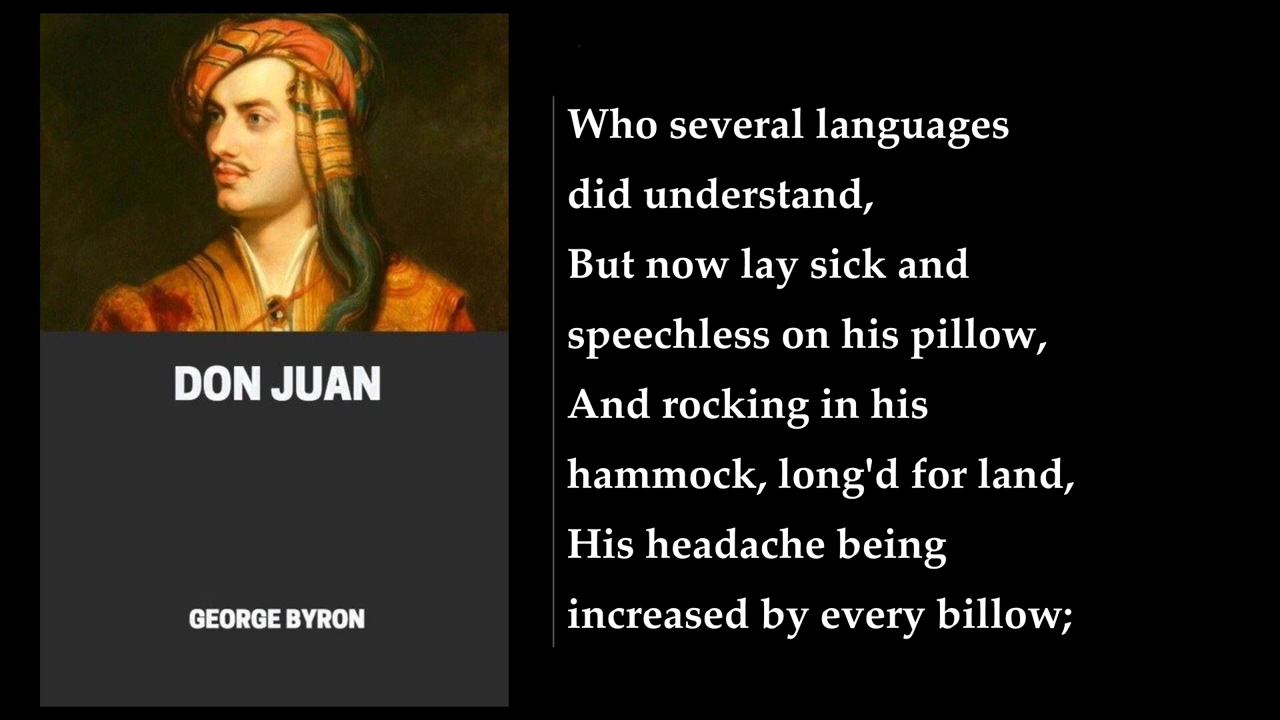 DON JUAN
GEORGE BYRON
Who several languages
did understand,
But now lay sick and
speechless on his pillow,
And rocking in his
hammock, long'd for land,
His headache being
increased by every billow;